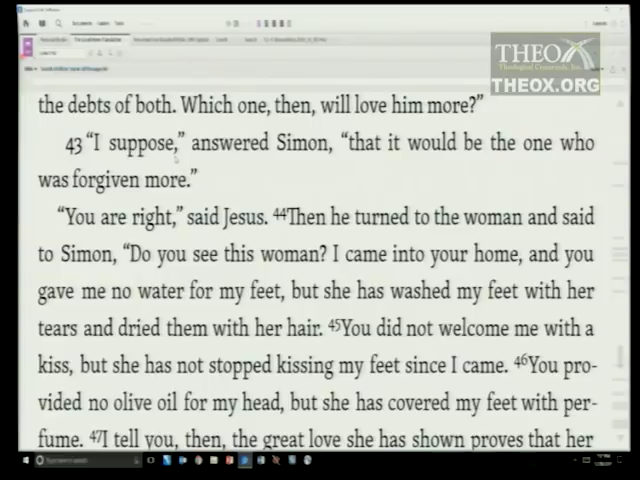 THEOX
Theological Crossroads, Inc.
THEOX.ORG
the debts of both. Which one, then, will love him more?”
43 “I suppose,” answered Simon, “that it would be the one who
was forgiven more.”
“You are right,” said Jesus. 44Then he turned to the woman and said
to Simon, “Do you see this woman? I came into your home, and you
gave me no water for my feet, but she has washed my feet with her
tears and dried them with her hair. 45You did not welcome me with a
kiss, but she has not stopped kissing my feet since I came. 46You pro-
vided no olive oil for my head, but she has covered my feet with per-
fume. 47I tell you, then, the great love she has shown proves that her